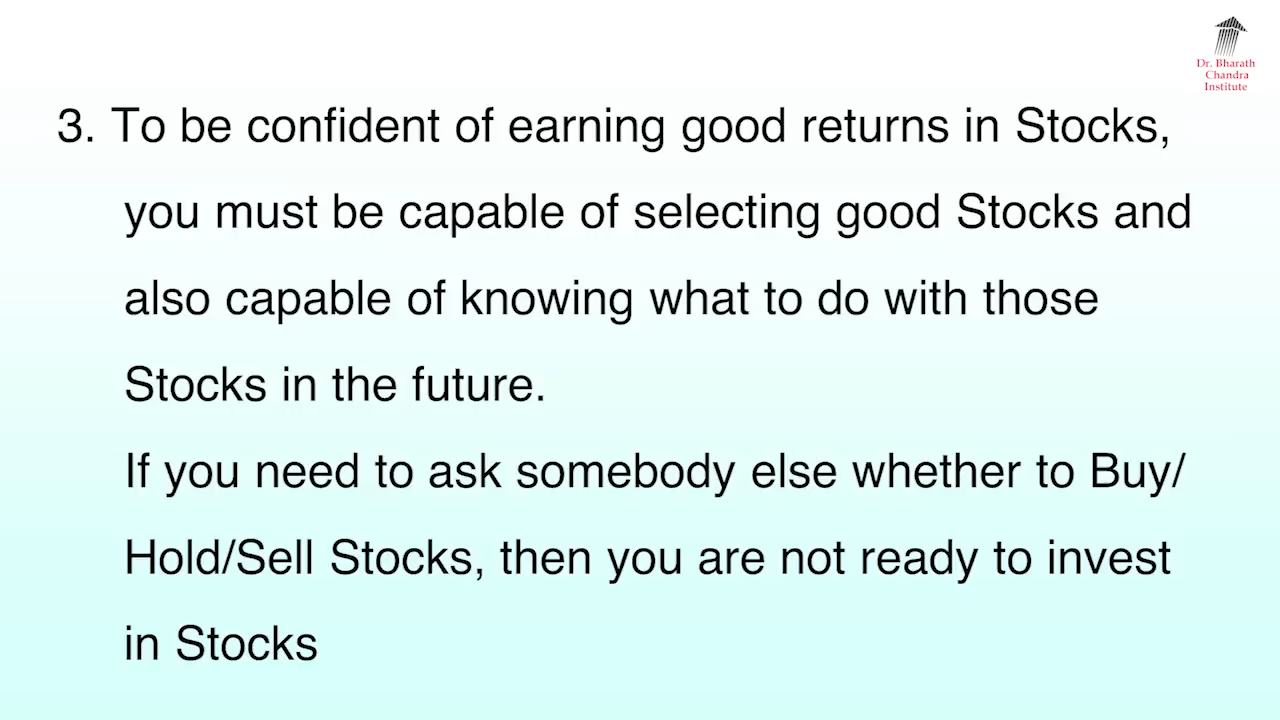 Dr. Bharath
Chandra
Institute
3. To be confident of earning good returns in Stocks,
you must be capable of selecting good Stocks and
also capable of knowing what to do with those
Stocks in the future.
If you need to ask somebody else whether to Buy/
Hold/Sell Stocks, then you are not ready to invest
in Stocks